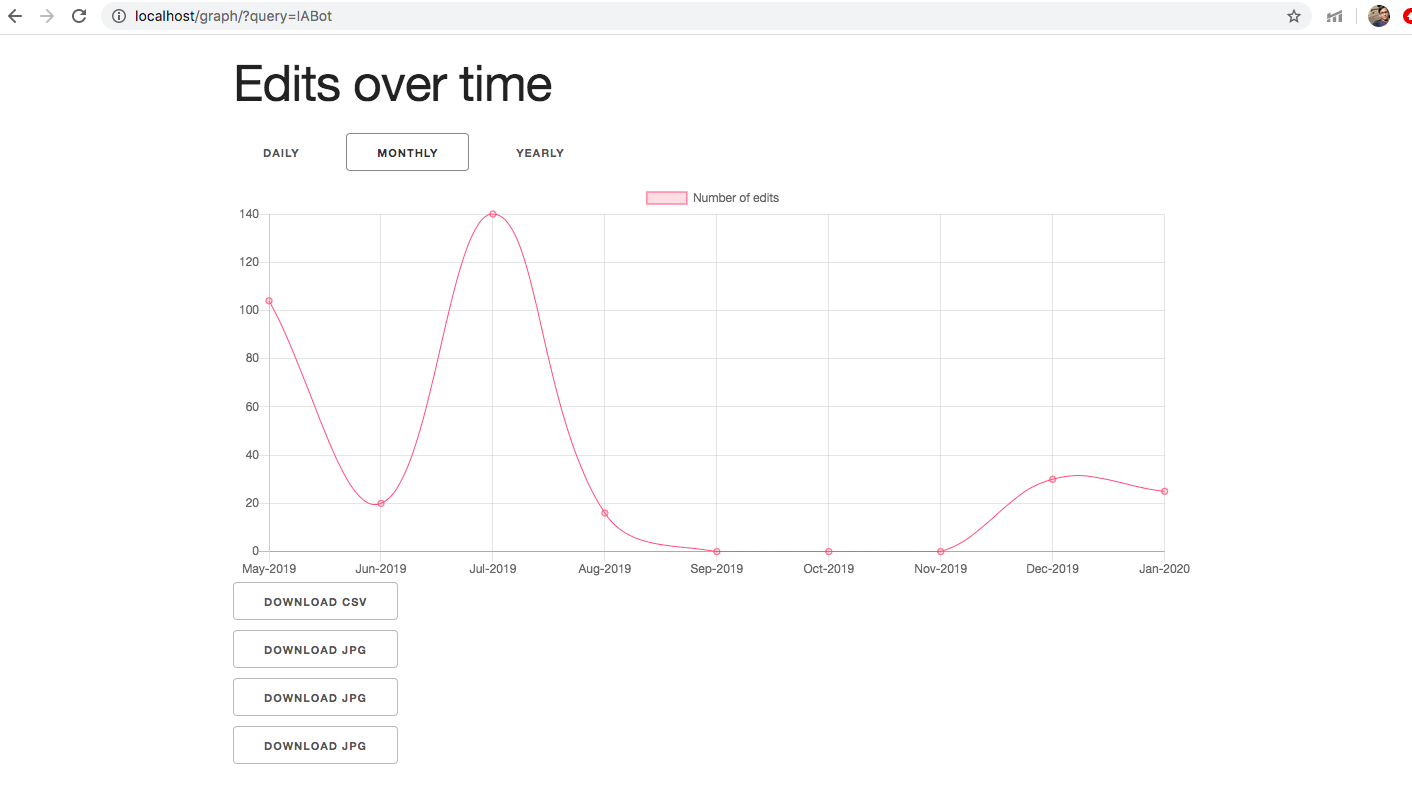 localhost/graph/?query=IABot
Edits over time
DAILY MONTHLY YEARLY
Number of edits
140
120
100
80
60
40
20
0
May-2019 Jun-2019 Jul-2019 Aug-2019 Sep-2019 Oct-2019 Nov-2019 Dec-2019 Jan-2020
DOWNLOAD CSV
DOWNLOAD JPG
DOWNLOAD JPG
DOWNLOAD JPG